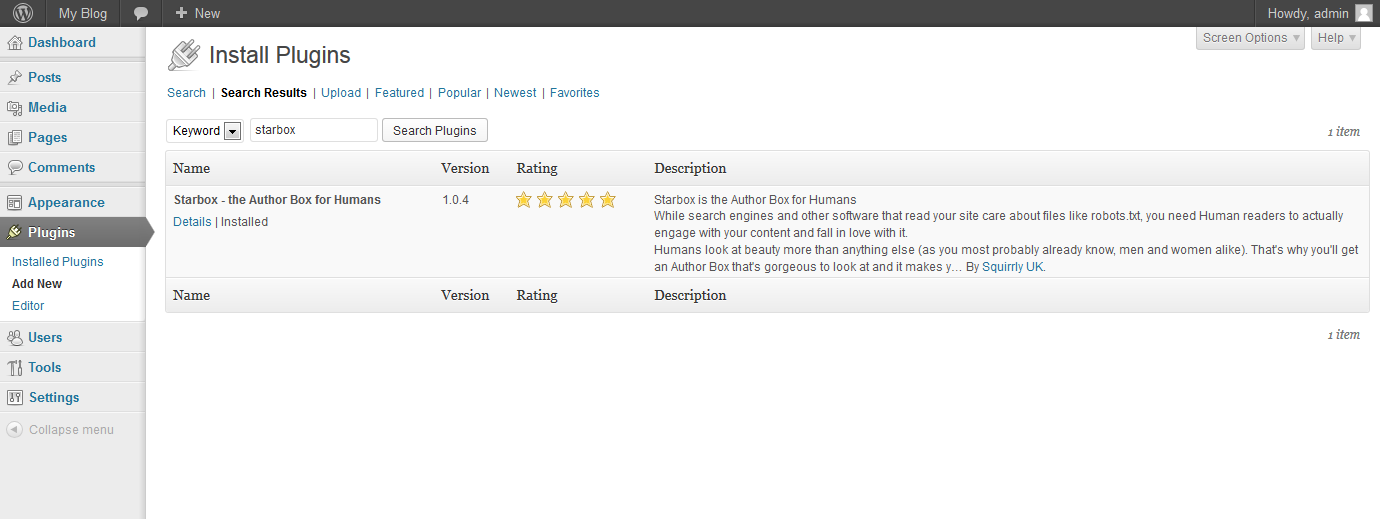 My Blog
New
Howdy, admin
Dashboard
Posts
Media
Pages
Comments
Appearance
Plugins
Installed Plugins
Add New
Editor
Users
Tools
Settings
Collapse menu
Screen Options
Help
Install Plugins
Search | Search Results | Upload | Featured | Popular | Newest | Favorites
Keyword starbox Search Plugins
1 item
Name Version Rating Description
Starbox - the Author Box for Humans 1.0.4 Starbox is the Author Box for Humans
Details | Installed
While search engines and other software that read your site care about files like robots.txt, you need Human readers to actually
engage with your content and fall in love with it.
Humans look at beauty more than anything else (as you most probably already know, men and women alike). That's why you'll get
an Author Box that's gorgeous to look at and it makes y… By Squirrly UK.
Name Version Rating Description
1 item